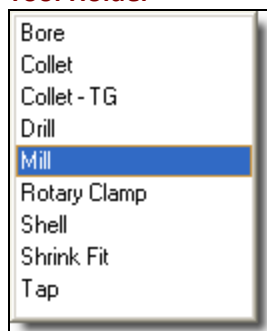 Bore
Collet
Collet - TG
Drill
Mill
Rotary Clamp
Shell
Shrink Fit
Tap